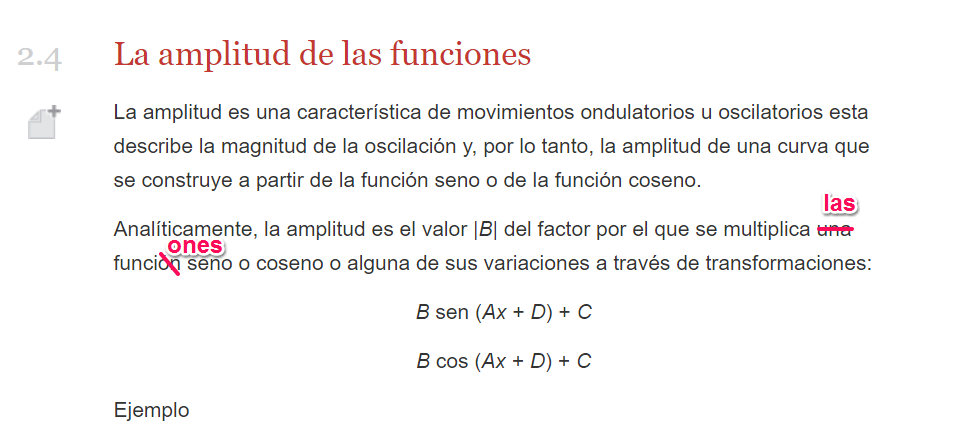 2.4 La amplitud de las funciones
La amplitud es una característica de movimientos ondulatorios u oscilatorios esta
describe la magnitud de la oscilación y, por lo tanto, la amplitud de una curva que
se construye a partir de la función seno o de la función coseno.
las
Analíticamente, la amplitud es el valor |B| del factor por el que se multiplica una
ones
función seno o coseno o alguna de sus variaciones a través de transformaciones:
B sen (Ax + D) + C
B cos (Ax + D) + C
Ejemplo